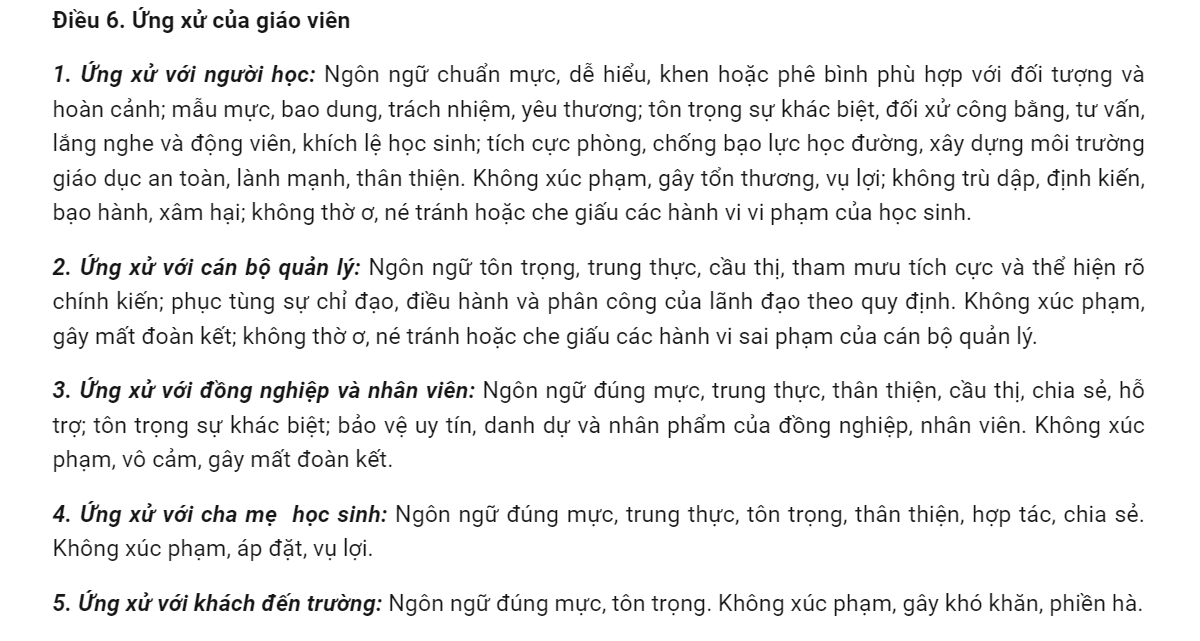 Điều 6. Ứng xử của giáo viên
1. Ứng xử với người học: Ngôn ngữ chuẩn mực, dễ hiểu, khen hoặc phê bình phù hợp với đối tượng và
hoàn cảnh; mẫu mực, bao dung, trách nhiệm, yêu thương; tôn trọng sự khác biệt, đối xử công bằng, tư vấn,
lắng nghe và động viên, khích lệ học sinh; tích cực phòng, chống bạo lực học đường, xây dựng môi trường
giáo dục an toàn, lành mạnh, thân thiện. Không xúc phạm, gây tổn thương, vụ lợi; không trù dập, định kiến,
bạo hành, xâm hại; không thờ ơ, né tránh hoặc che giấu các hành vi vi phạm của học sinh.
2. Ứng xử với cán bộ quản lý: Ngôn ngữ tôn trọng, trung thực, cầu thị, tham mưu tích cực và thể hiện rõ
chính kiến; phục tùng sự chỉ đạo, điều hành và phân công của lãnh đạo theo quy định. Không xúc phạm,
gây mất đoàn kết; không thờ ơ, né tránh hoặc che giấu các hành vi sai phạm của cán bộ quản lý.
3. Ứng xử với đồng nghiệp và nhân viên: Ngôn ngữ đúng mực, trung thực, thân thiện, cầu thị, chia sẻ, hỗ
trợ; tôn trọng sự khác biệt; bảo vệ uy tín, danh dự và nhân phẩm của đồng nghiệp, nhân viên. Không xúc
phạm, vô cảm, gây mất đoàn kết.
4. Ứng xử với cha mẹ  học sinh: Ngôn ngữ đúng mực, trung thực, tôn trọng, thân thiện, hợp tác, chia sẻ.
Không xúc phạm, áp đặt, vụ lợi.
5. Ứng xử với khách đến trường: Ngôn ngữ đúng mực, tôn trọng. Không xúc phạm, gây khó khăn, phiền hà.